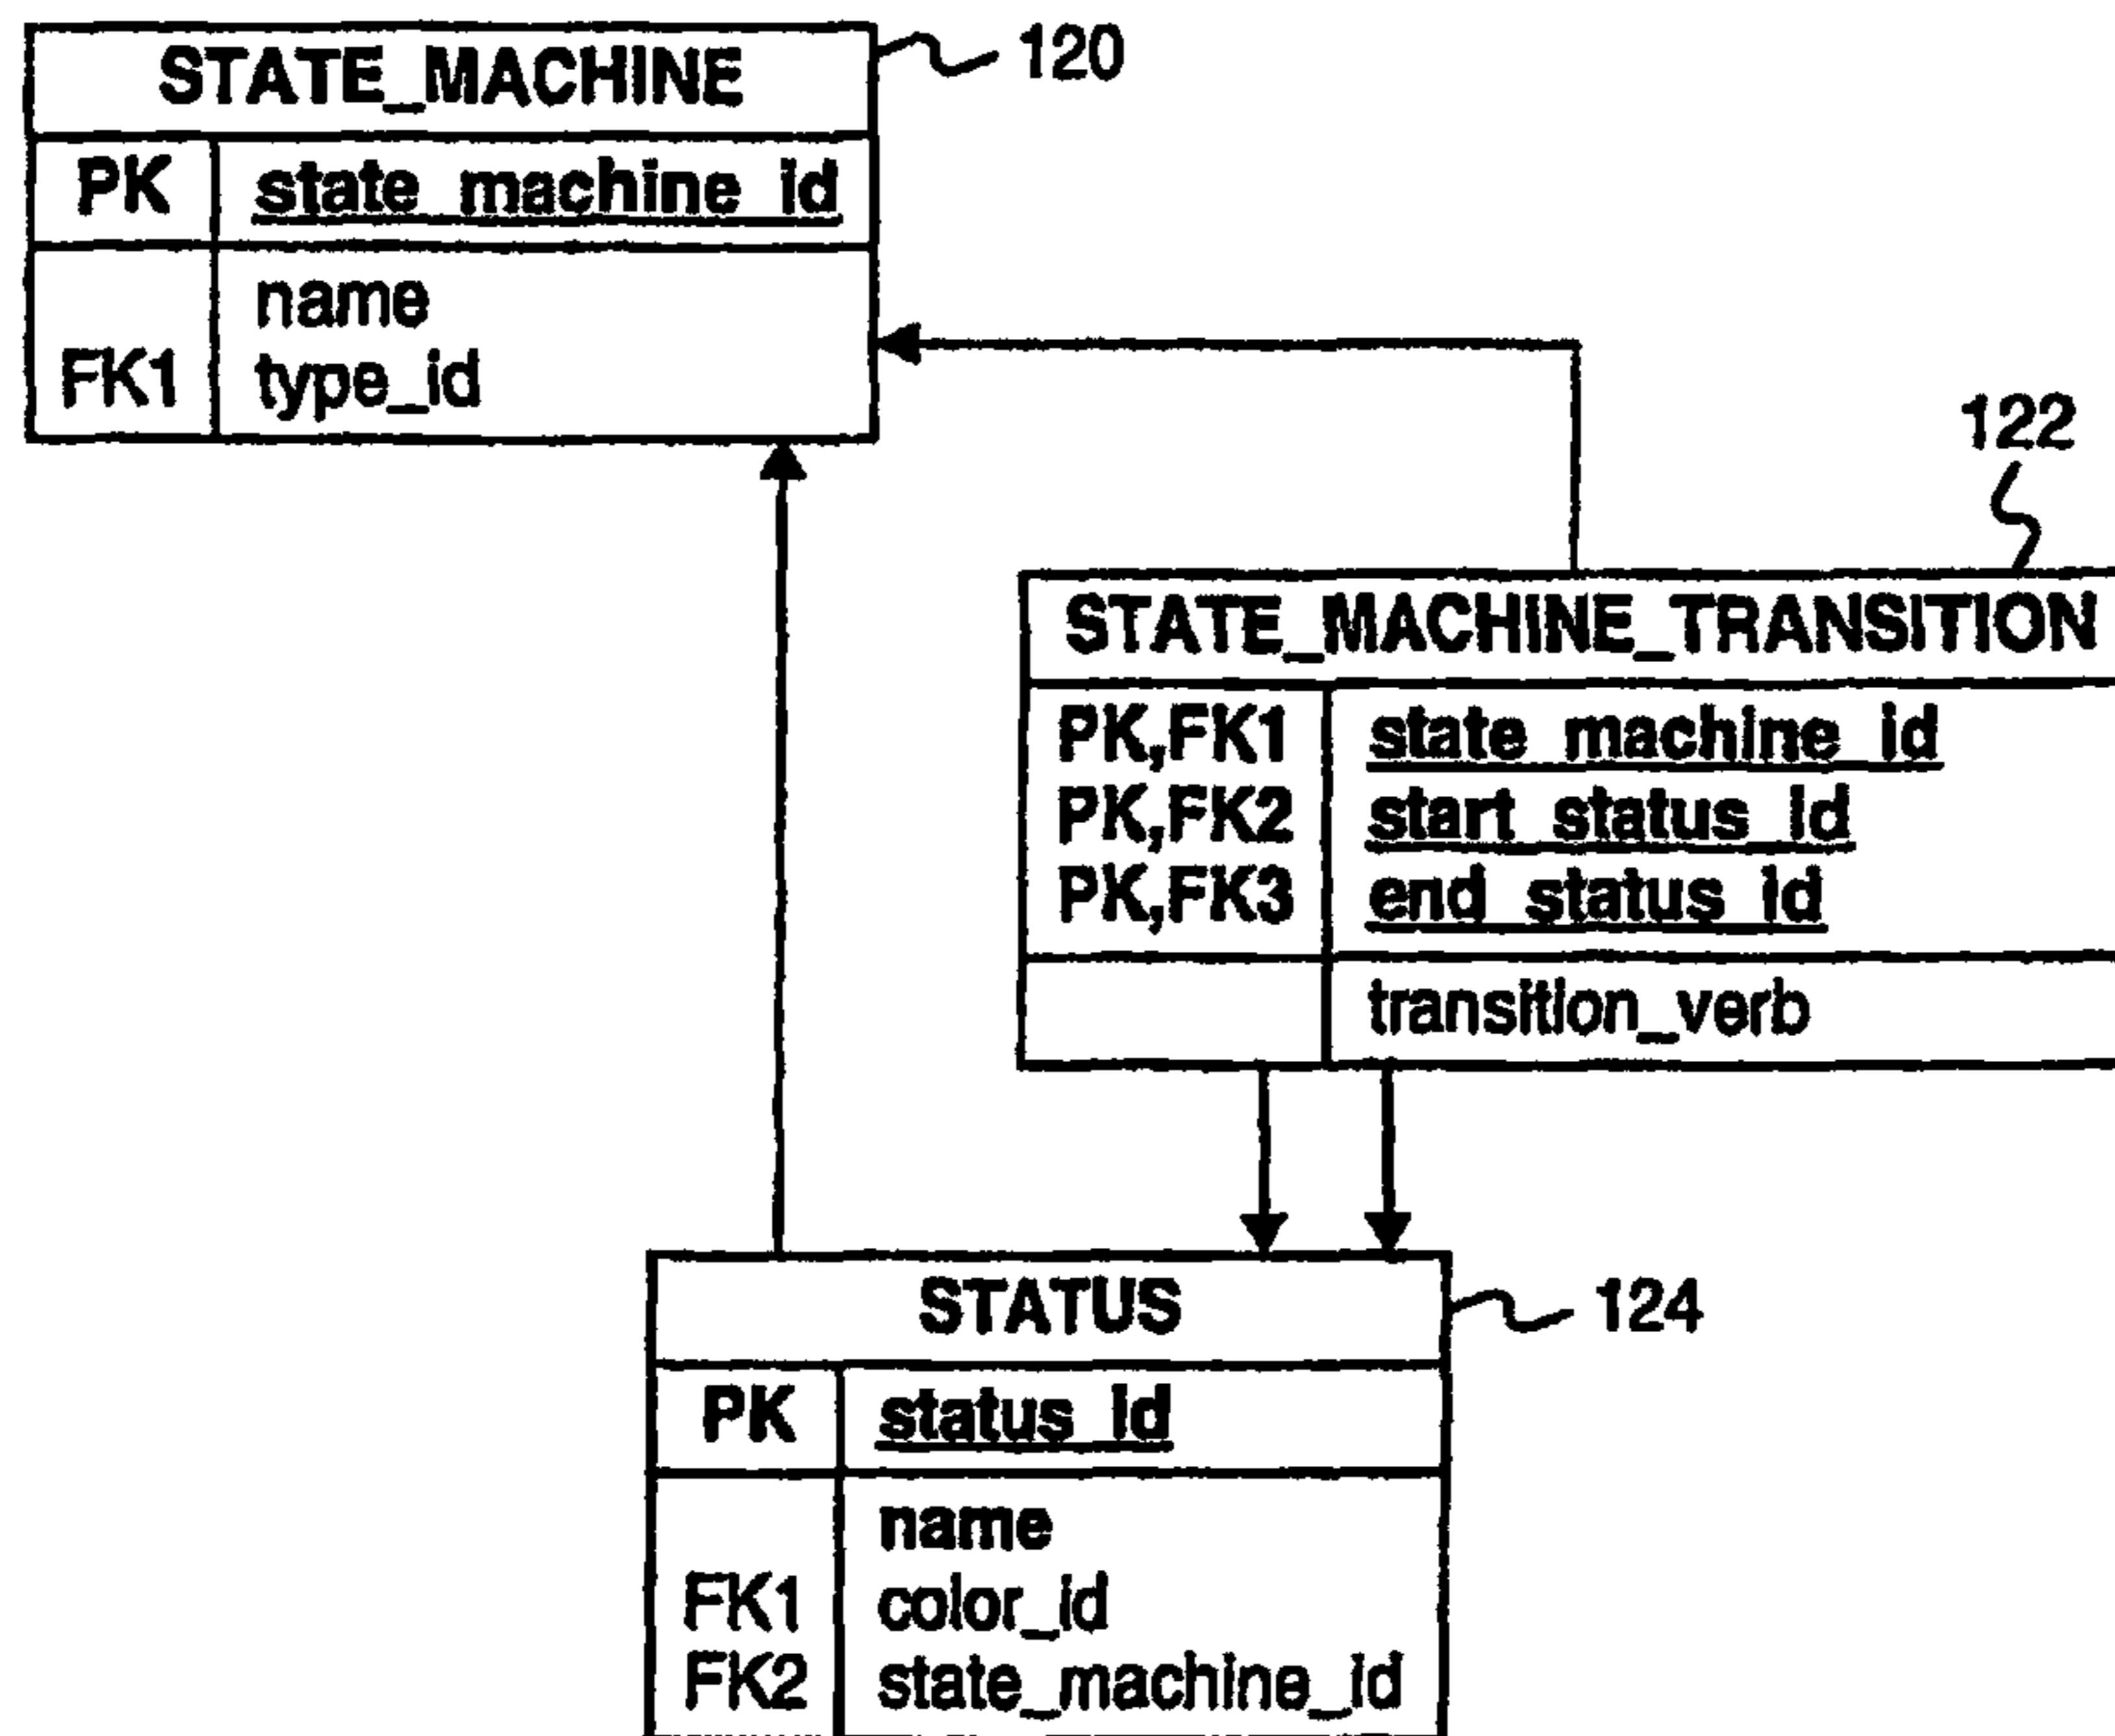 STATE_MACHINE
120
PK state_machine_id
name
FK1 type_id
122
STATE_MACHINE_TRANSITION
PK,FK1 state_machine_id
PK,FK2 start_status_id
PK,FK3 end_status_id
transition_verb
STATUS
124
PK status_id
name
FK1 color_id
FK2 state_machine_id